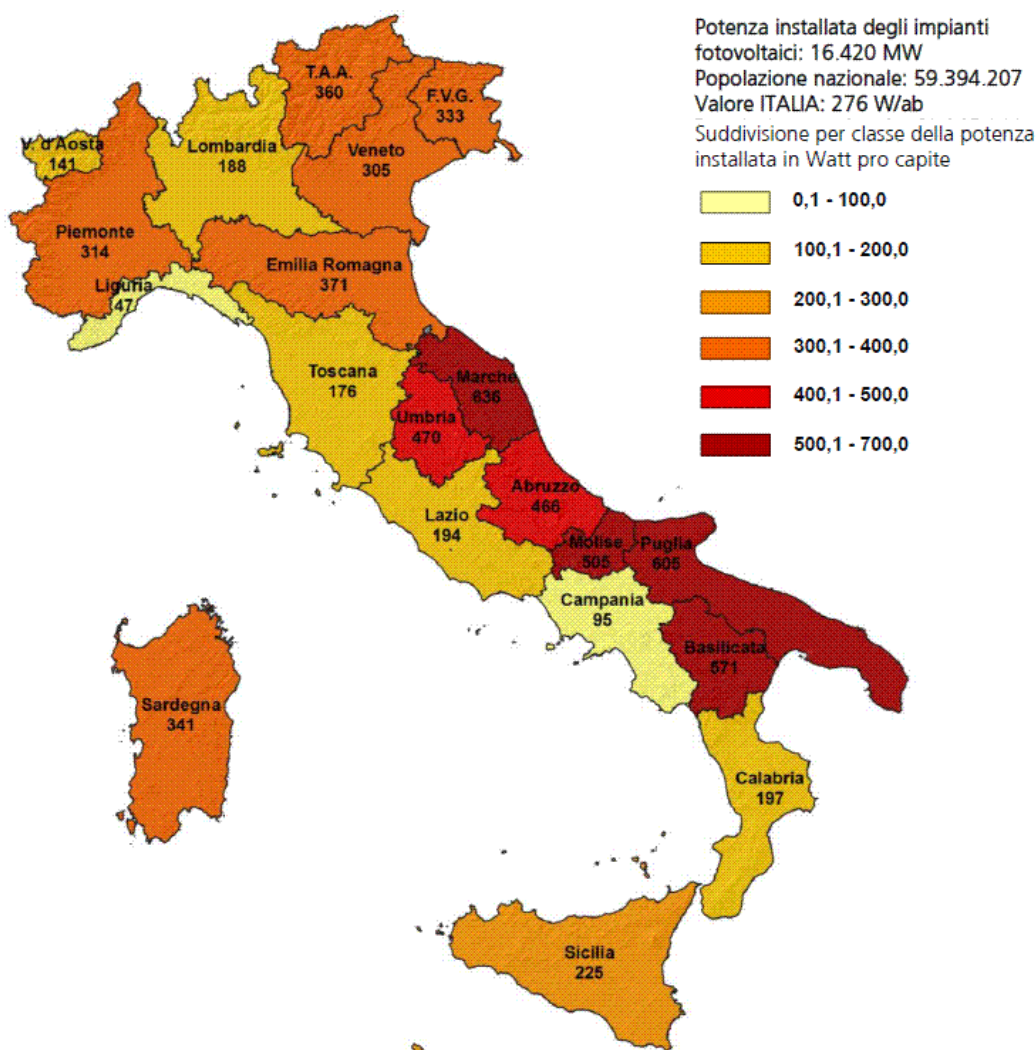 Potenza installata degli impianti
fotovoltaici: 16.420 MW
Popolazione nazionale: 59.394.207
Valore ITALIA: 276 W/ab
Suddivisione per classe della potenza
installata in Watt pro capite
0,1 - 100,0
100,1 - 200,0
200,1 - 300,0
300,1 - 400,0
400,1 - 500,0
500,1 - 700,0
T.A.A.
360
F.V.G.
333
V. d'Aosta
141
Lombardia
188
Veneto
305
Piemonte
314
Emilia Romagna
371
Liguria
47
Toscana
176
Marche
636
Umbria
470
Abruzzo
466
Lazio
194
Molise
505
Puglia
605
Campania
95
Basilicata
571
Sardegna
341
Calabria
197
Sicilia
225